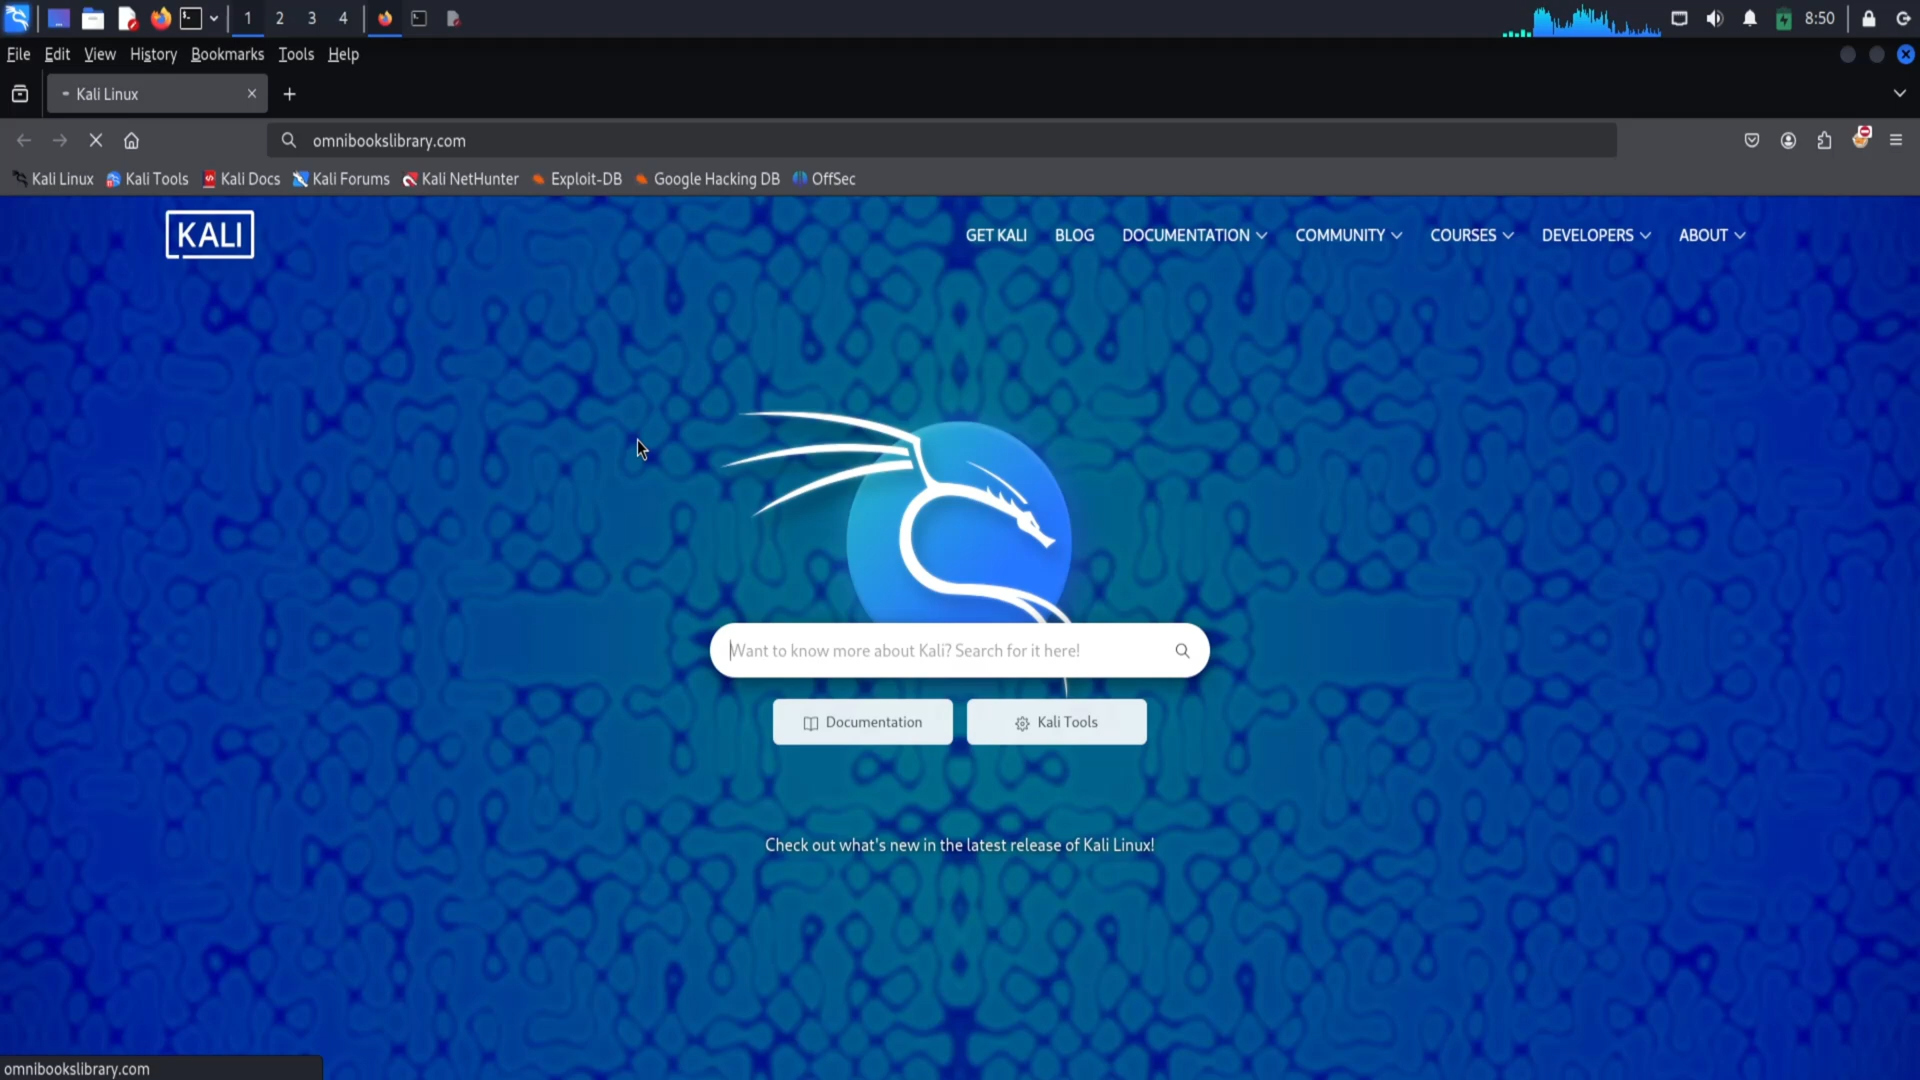 1 2 3 4 8:50
File Edit View History Bookmarks Tools Help
Kali Linux
omnibookslibrary.com
Kali Linux Kali Tools Kali Docs Kali Forums Kali NetHunter Exploit-DB Google Hacking DB OffSec
KALI GET KALI BLOG DOCUMENTATION COMMUNITY COURSES DEVELOPERS ABOUT
Want to know more about Kali? Search for it here!
Documentation Kali Tools
Check out what's new in the latest release of Kali Linux!
omnibookslibrary.com